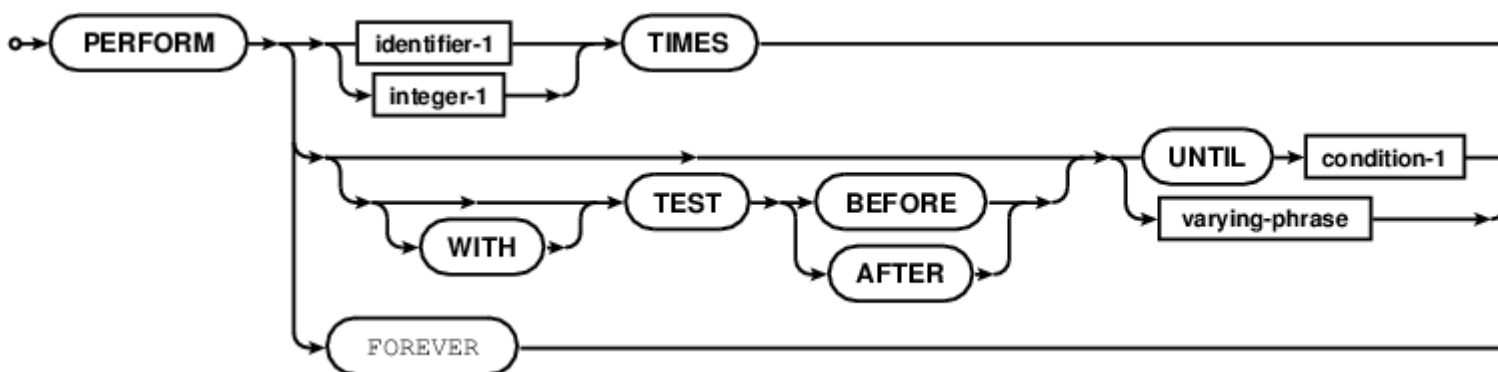 PERFORM identifier-1 TIMES
integer-1
UNTIL condition-1
TEST BEFORE varying-phrase
WITH AFTER
FOREVER